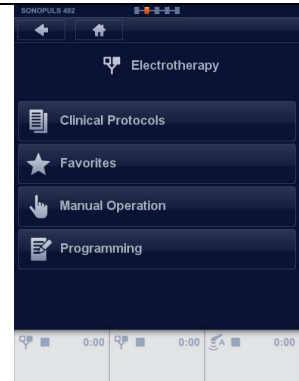 SONOPULS 492
Electrotherapy
Clinical Protocols
Favorites
Manual Operation
Programming
0:00 0:00 A 0:00